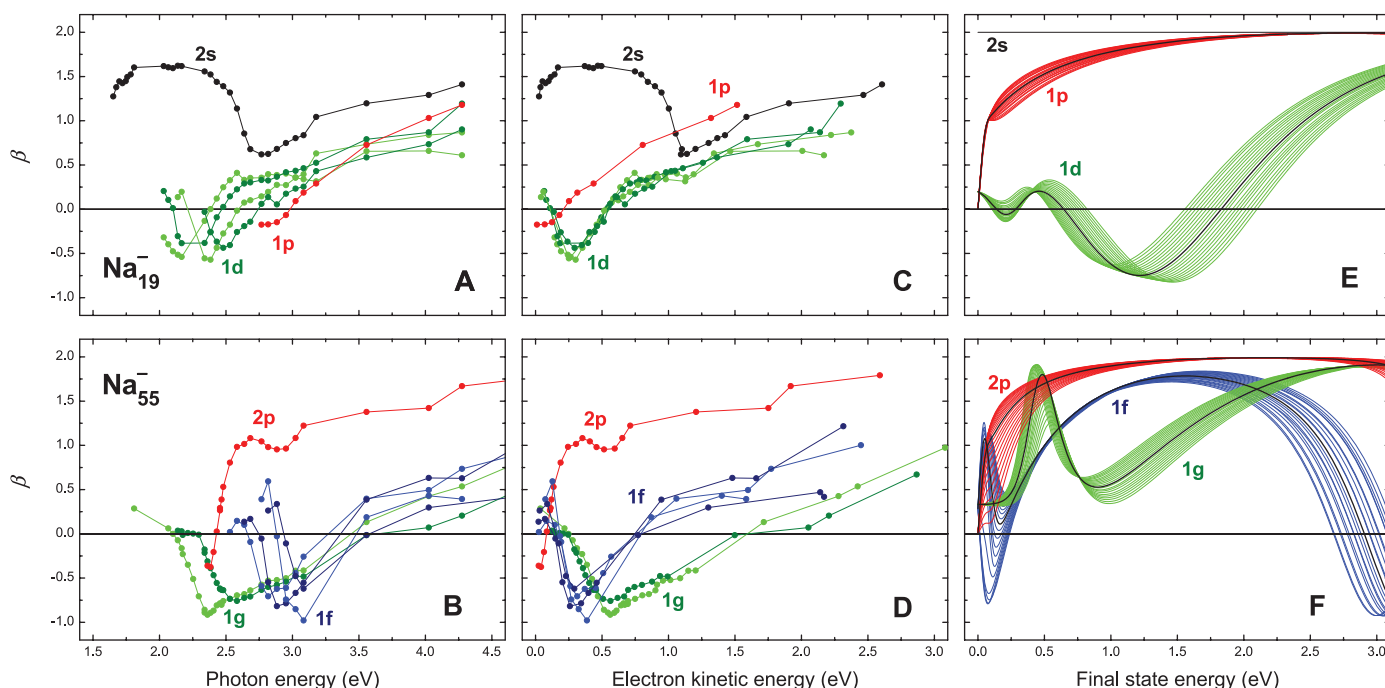 2.0
1.5
1.0
0.5
0.0
-0.5
-1.0
β
2s
1p
1d
Na₁₉⁻
A
2s
1p
1d
C
2s
1p
1d
E
2.0
1.5
1.0
0.5
0.0
-0.5
-1.0
β
Na₅₅⁻
2p
1g
1f
B
2p
1f
1g
D
2p
1f
1g
F
1.5 2.0 2.5 3.0 3.5 4.0 4.5
0.0 0.5 1.0 1.5 2.0 2.5 3.0
0.0 0.5 1.0 1.5 2.0 2.5 3.0
Photon energy (eV)
Electron kinetic energy (eV)
Final state energy (eV)